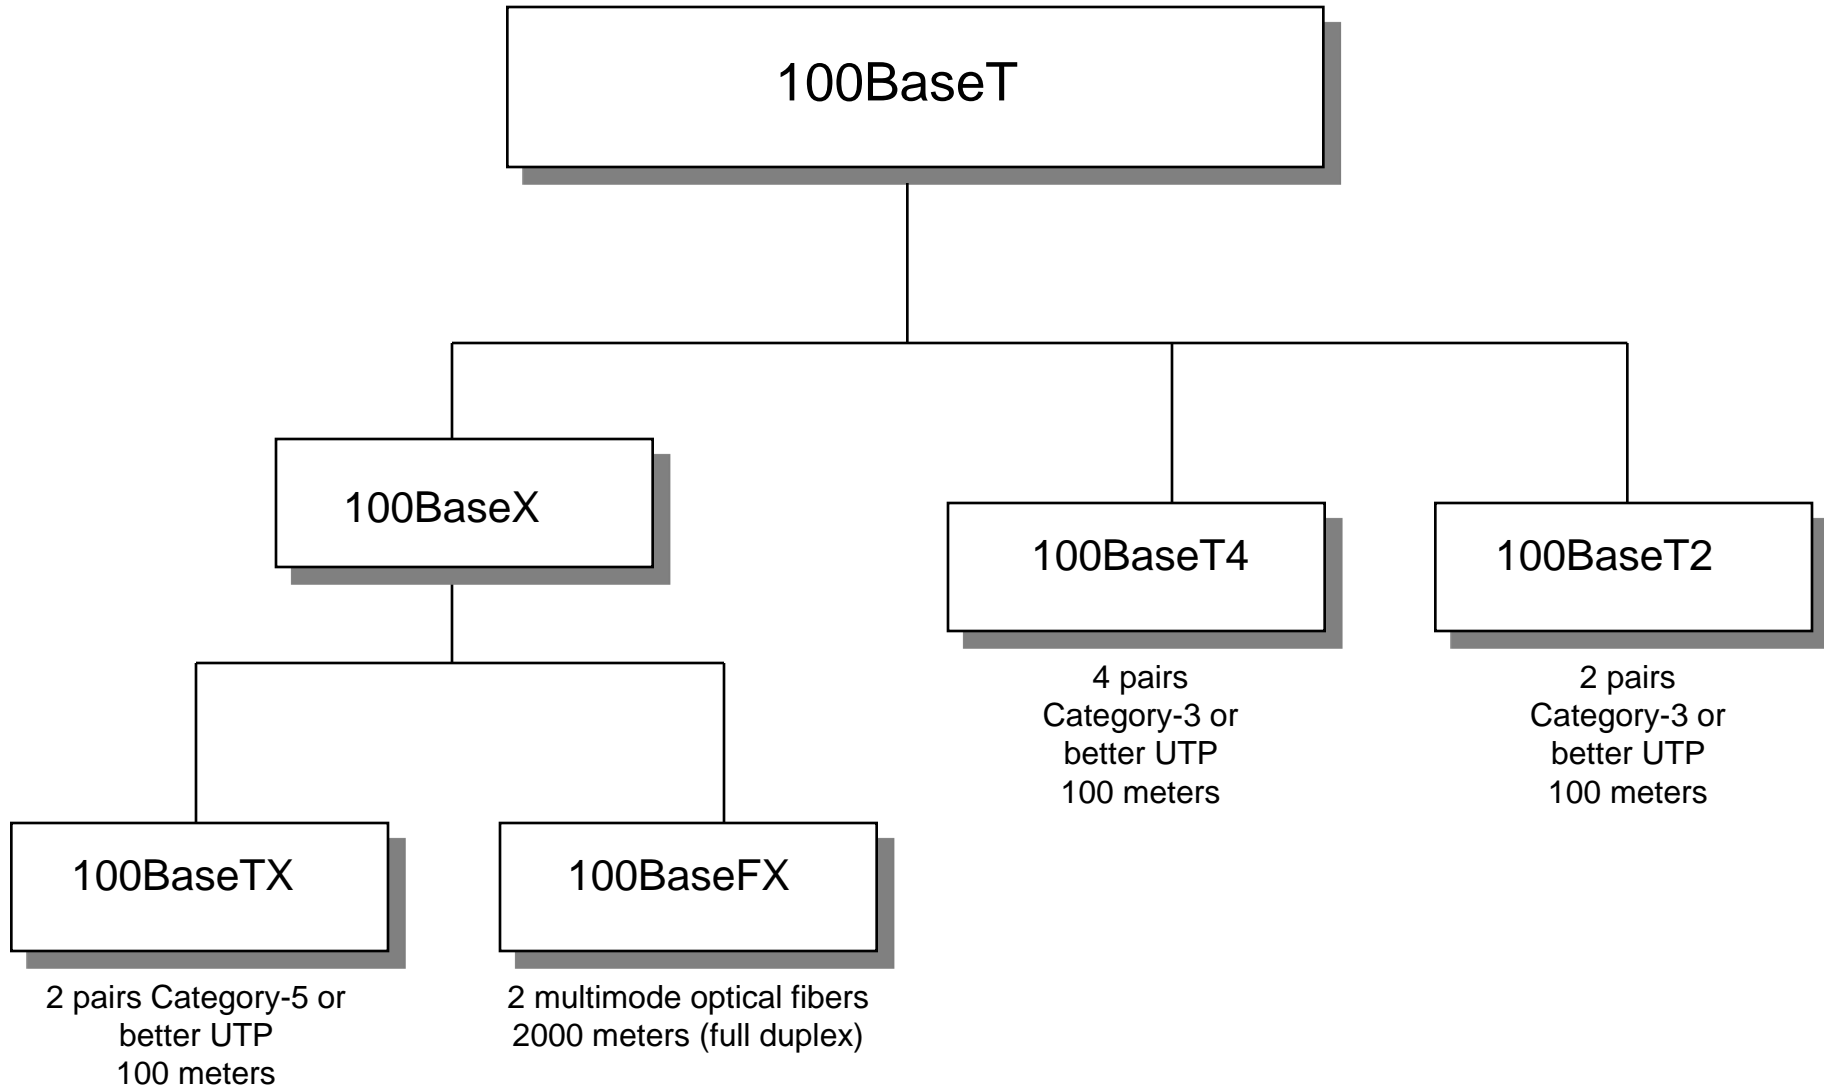 100BaseT
100BaseX
100BaseT4
100BaseT2
4 pairs
Category-3 or
better UTP
100 meters
2 pairs
Category-3 or
better UTP
100 meters
100BaseTX
100BaseFX
2 pairs Category-5 or
better UTP
100 meters
2 multimode optical fibers
2000 meters (full duplex)